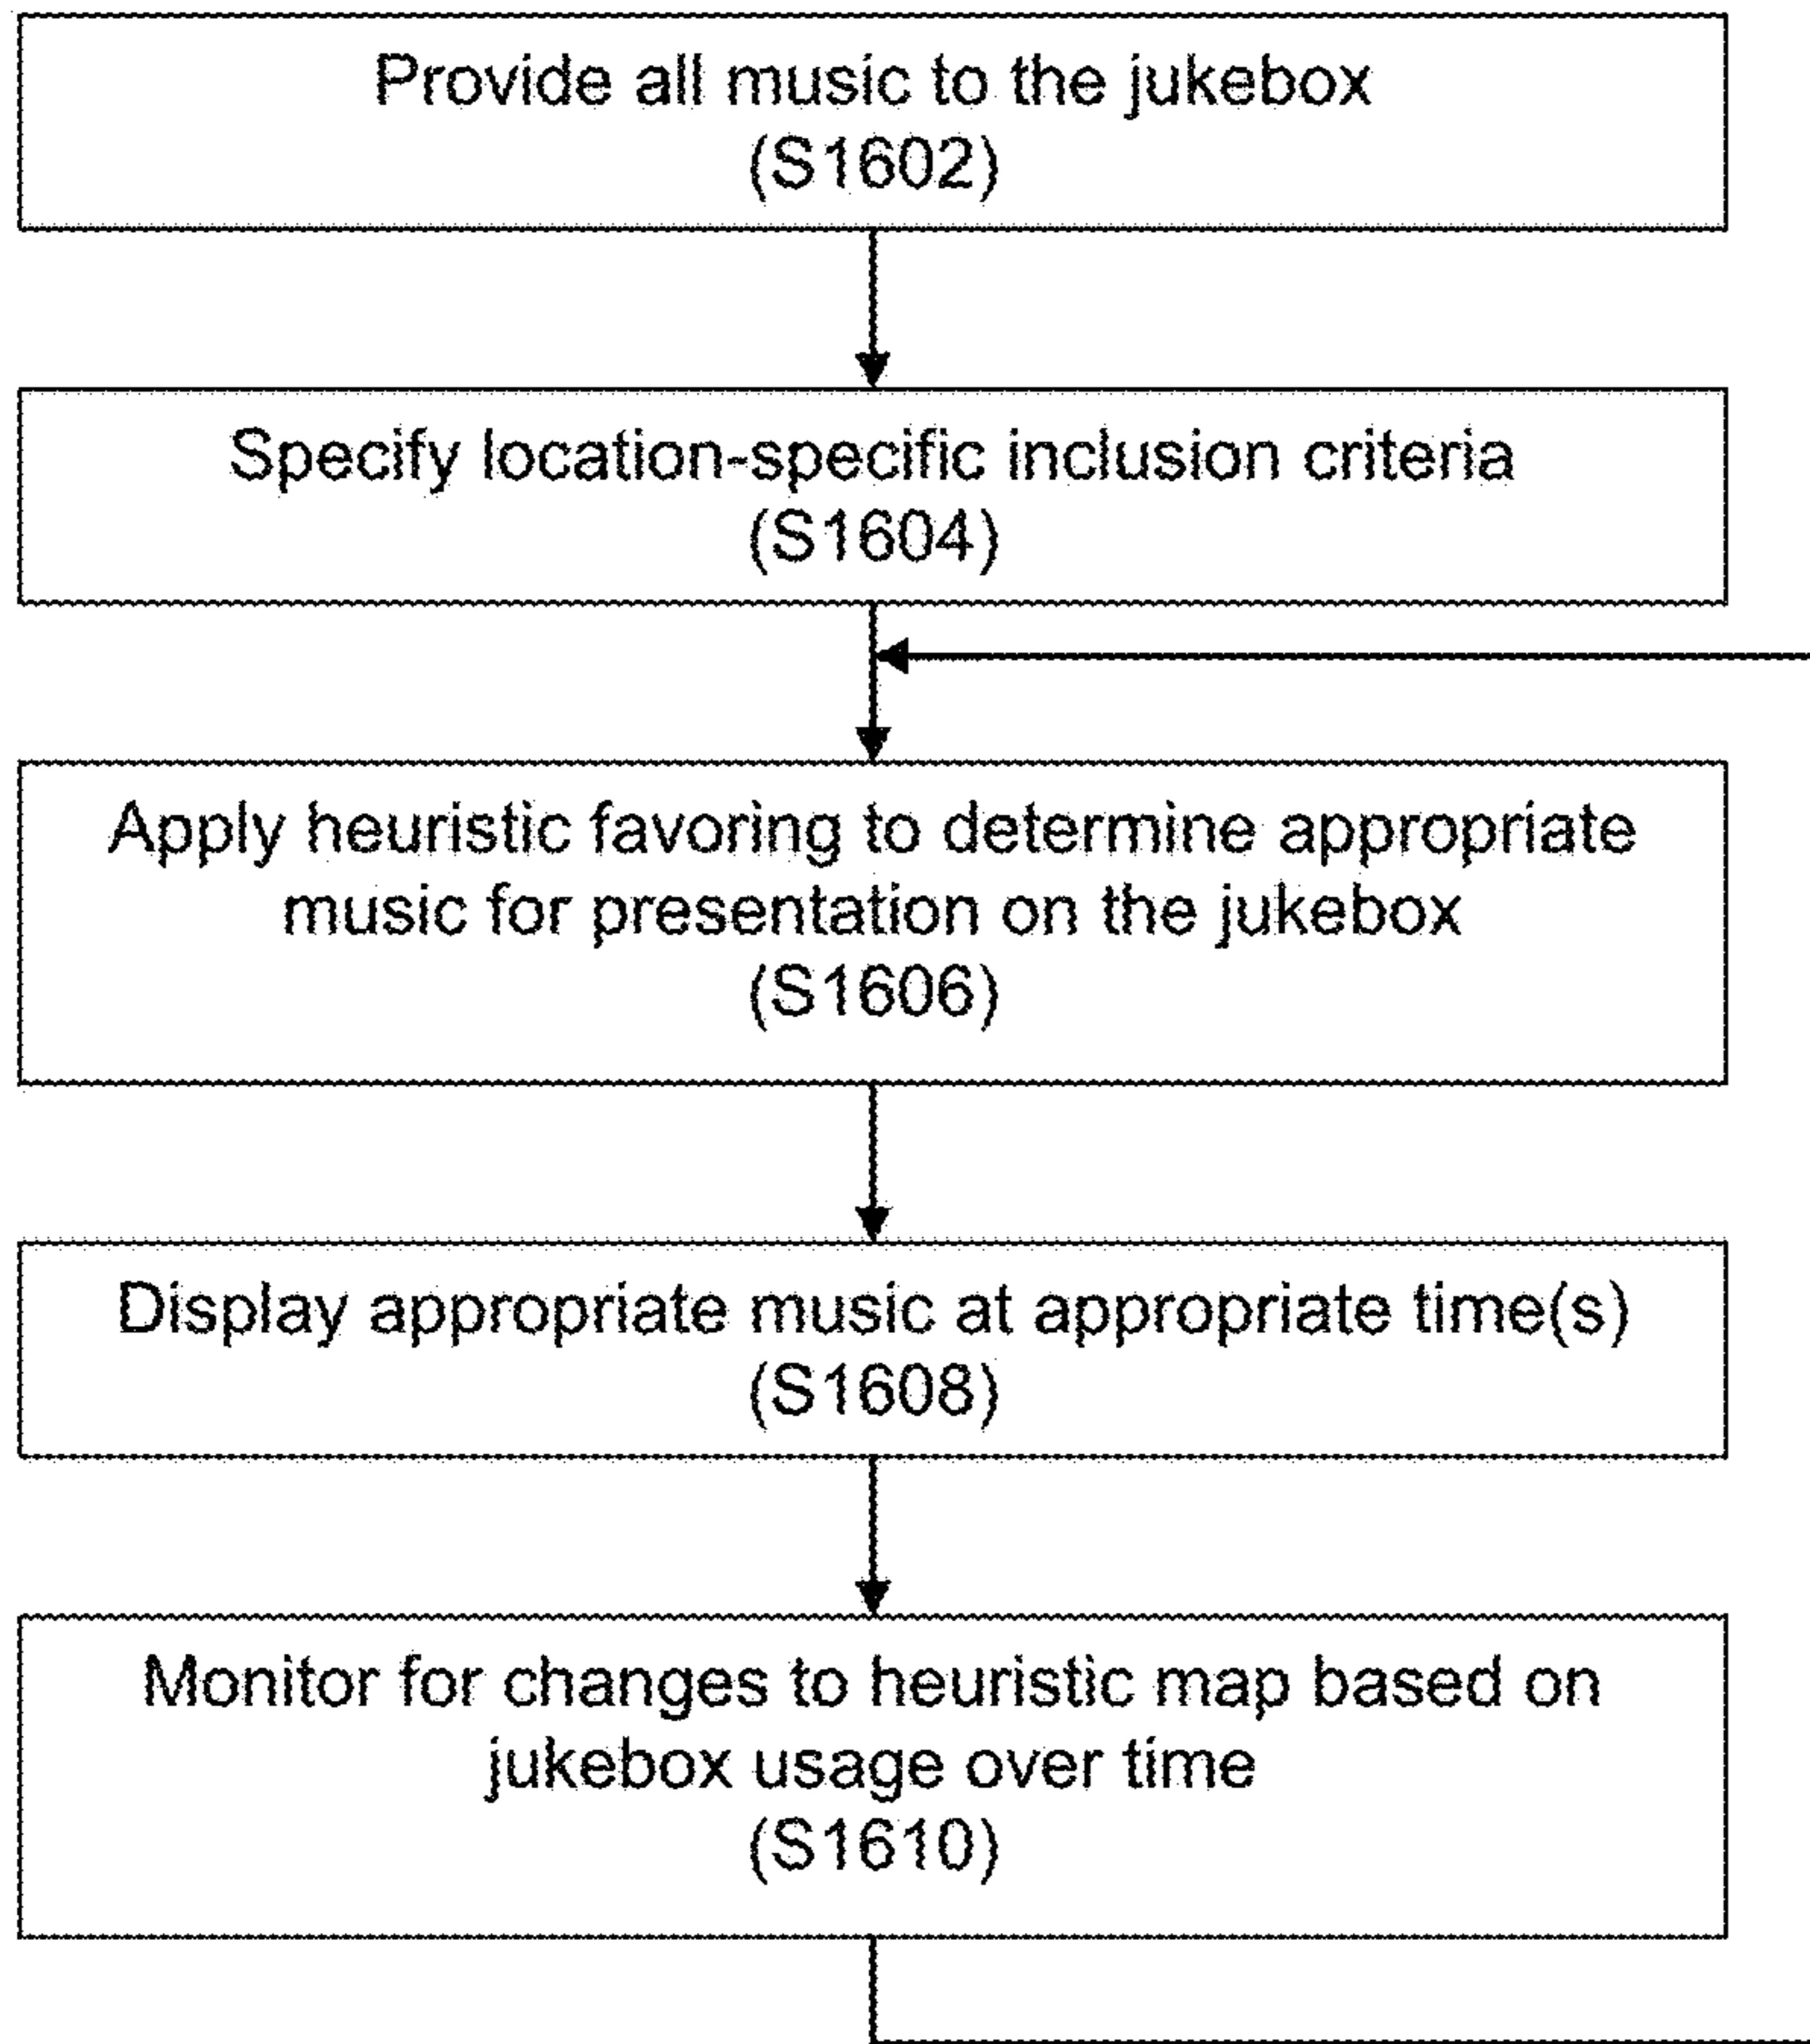 Provide all music to the jukebox
(S1602)
Specify location-specific inclusion criteria
(S1604)
Apply heuristic favoring to determine appropriate
music for presentation on the jukebox
(S1606)
Display appropriate music at appropriate time(s)
(S1608)
Monitor for changes to heuristic map based on
jukebox usage over time
(S1610)